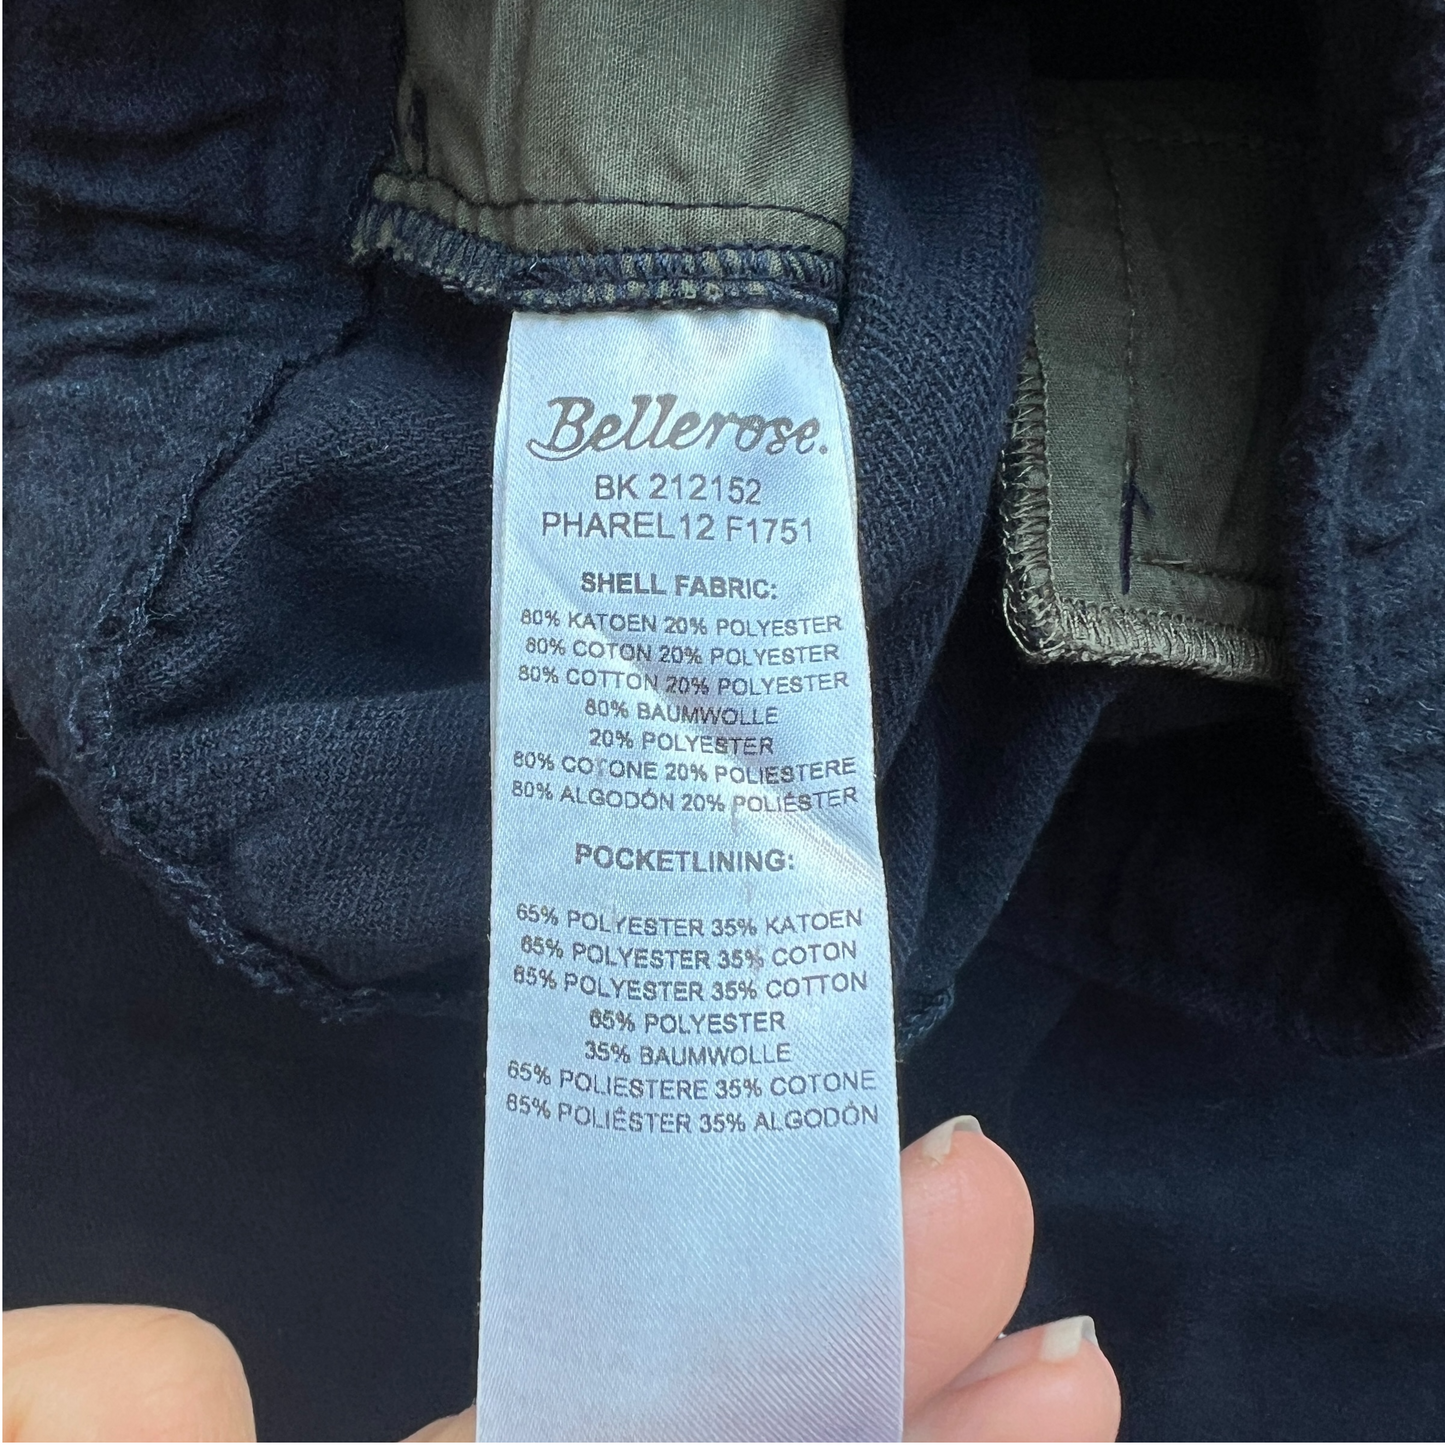 Bellerose.
BK 212152
PHAREL12 F1751
SHELL FABRIC:
80% KATOEN 20% POLYESTER
80% COTON 20% POLYESTER
80% COTTON 20% POLYESTER
80% BAUMWOLLE
20% POLYESTER
80% COTONE 20% POLIESTERE
80% ALGODÓN 20% POLIÉSTER
POCKETLINING:
65% POLYESTER 35% KATOEN
65% POLYESTER 35% COTON
65% POLYESTER 35% COTTON
65% POLYESTER
35% BAUMWOLLE
65% POLIESTERE 35% COTONE
65% POLIÉSTER 35% ALGODÓN